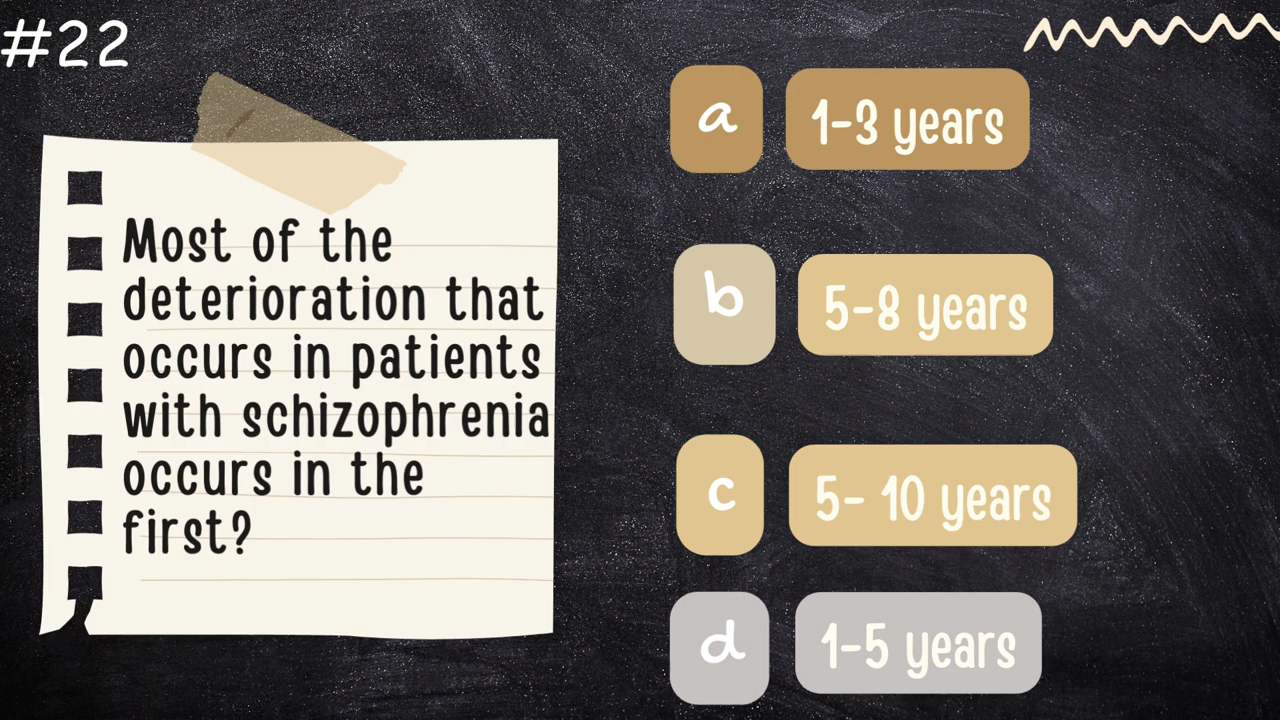 #22
Most of the
deterioration that
occurs in patients
with schizophrenia
occurs in the
first?
a 1-3 years
b 5-8 years
c 5- 10 years
d 1-5 years